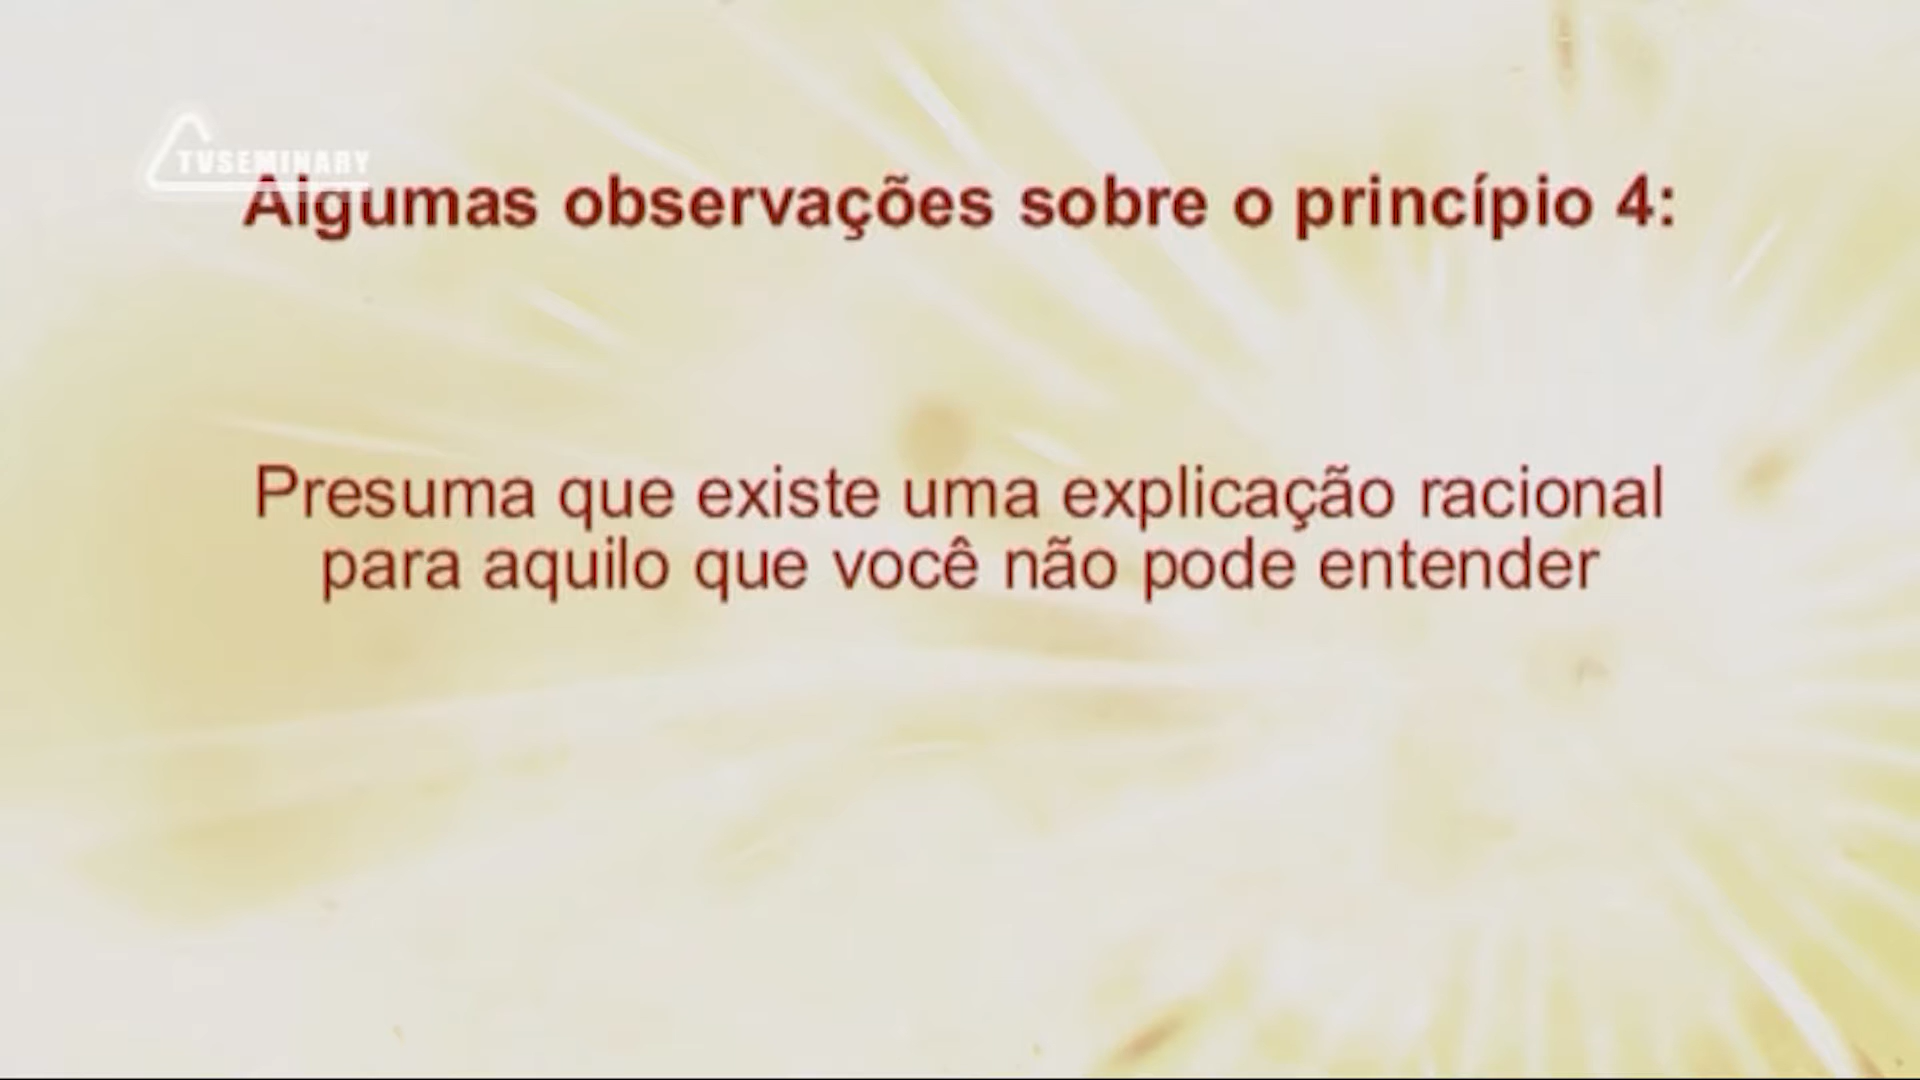 TVSEMINARY
Algumas observações sobre o princípio 4:
Presuma que existe uma explicação racional
para aquilo que você não pode entender